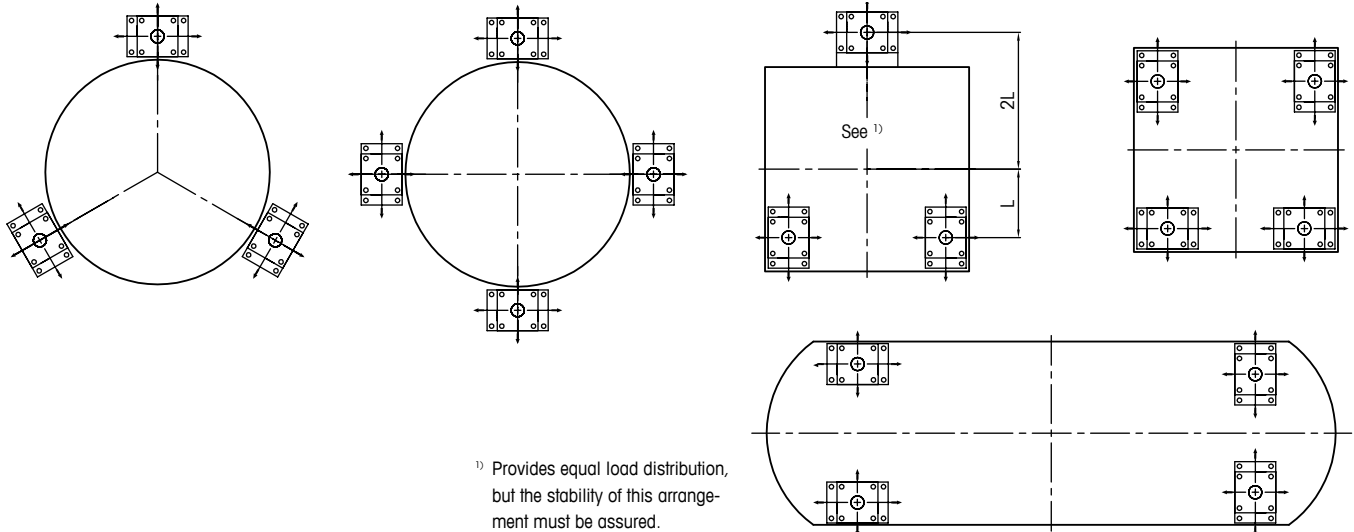 2L
See 1)
L
1) Provides equal load distribution,
but the stability of this arrange-
ment must be assured.